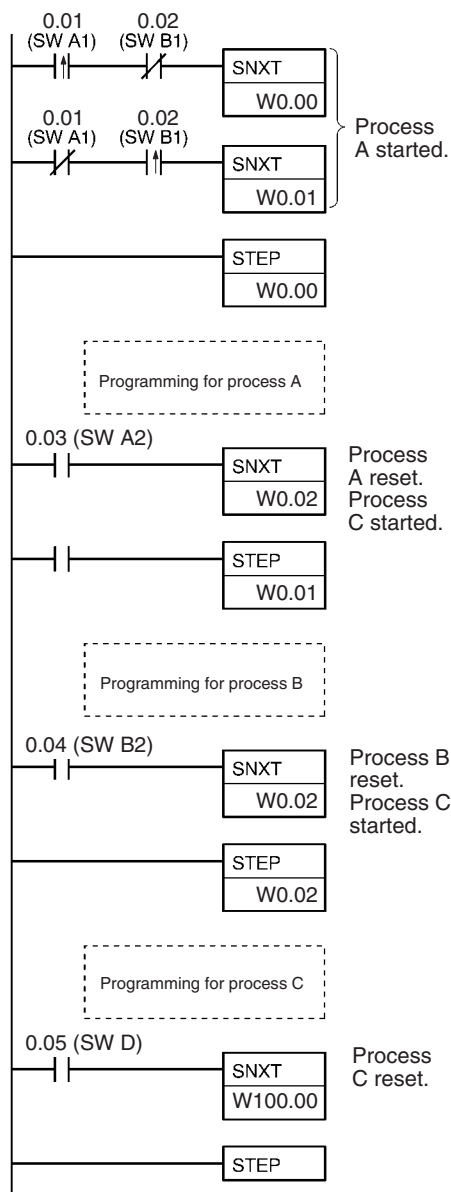 0.01 0.02
(SW A1) (SW B1)
SNXT
W0.00
0.01 0.02
(SW A1) (SW B1)
SNXT
W0.01
Process
A started.
STEP
W0.00
Programming for process A
0.03 (SW A2)
SNXT
W0.02
Process
A reset.
Process
C started.
STEP
W0.01
Programming for process B
0.04 (SW B2)
SNXT
W0.02
Process B
reset.
Process C
started.
STEP
W0.02
Programming for process C
0.05 (SW D)
SNXT
W100.00
Process
C reset.
STEP